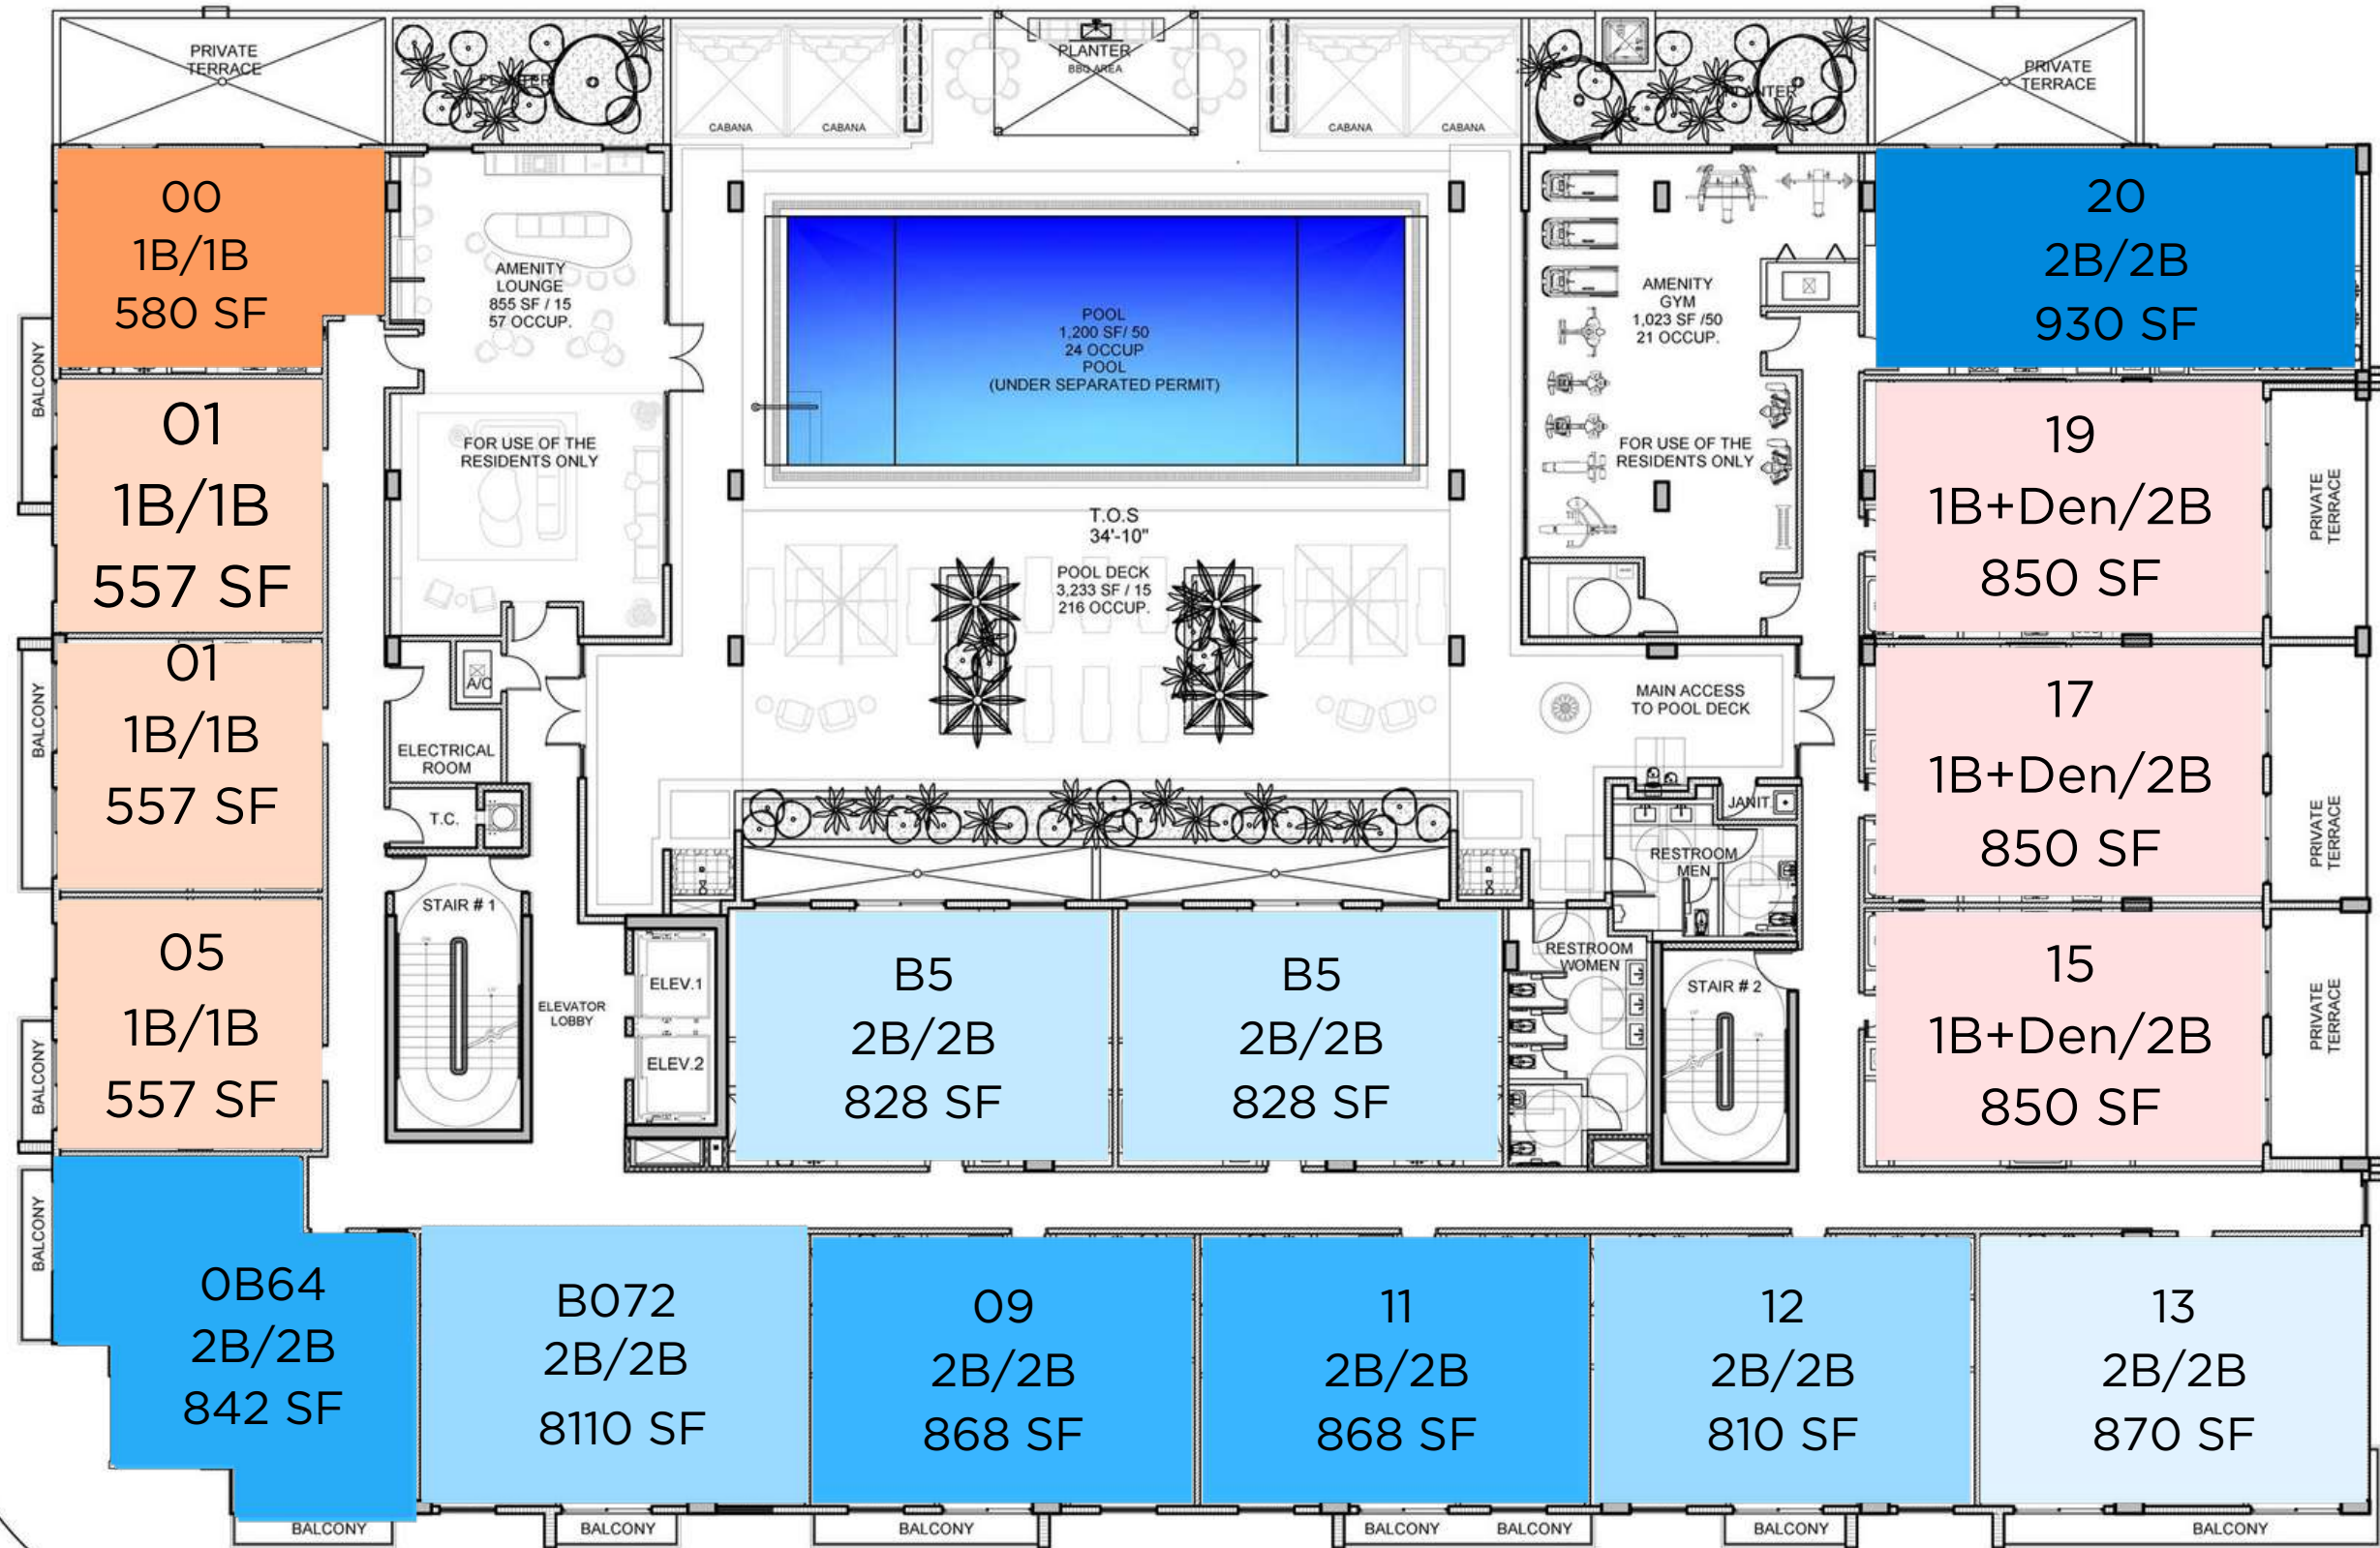 PRIVATE
TERRACE
PLANTER
CABANA
CABANA
PLANTER
BBQ AREA
CABANA
CABANA
PLANTER
PRIVATE
TERRACE
00
1B/1B
580 SF
BALCONY
AMENITY
LOUNGE
855 SF / 15
57 OCCUP.
FOR USE OF THE
RESIDENTS ONLY
POOL
1,200 SF/ 50
24 OCCUP
POOL
(UNDER SEPARATED PERMIT)
AMENITY
GYM
1,023 SF /50
21 OCCUP.
FOR USE OF THE
RESIDENTS ONLY
20
2B/2B
930 SF
01
1B/1B
557 SF
T.O.S
34'-10"
POOL DECK
3,233 SF / 15
216 OCCUP.
19
1B+Den/2B
850 SF
PRIVATE
TERRACE
01
1B/1B
557 SF
BALCONY
A/C
ELECTRICAL
ROOM
T.C.
MAIN ACCESS
TO POOL DECK
JANIT.
RESTROOM
MEN
17
1B+Den/2B
850 SF
PRIVATE
TERRACE
05
1B/1B
557 SF
BALCONY
STAIR # 1
ELEVATOR
LOBBY
ELEV.1
ELEV.2
B5
2B/2B
828 SF
B5
2B/2B
828 SF
RESTROOM
WOMEN
STAIR # 2
15
1B+Den/2B
850 SF
PRIVATE
TERRACE
BALCONY
0B64
2B/2B
842 SF
B072
2B/2B
8110 SF
09
2B/2B
868 SF
11
2B/2B
868 SF
12
2B/2B
810 SF
13
2B/2B
870 SF
BALCONY
BALCONY
BALCONY
BALCONY
BALCONY
BALCONY
BALCONY